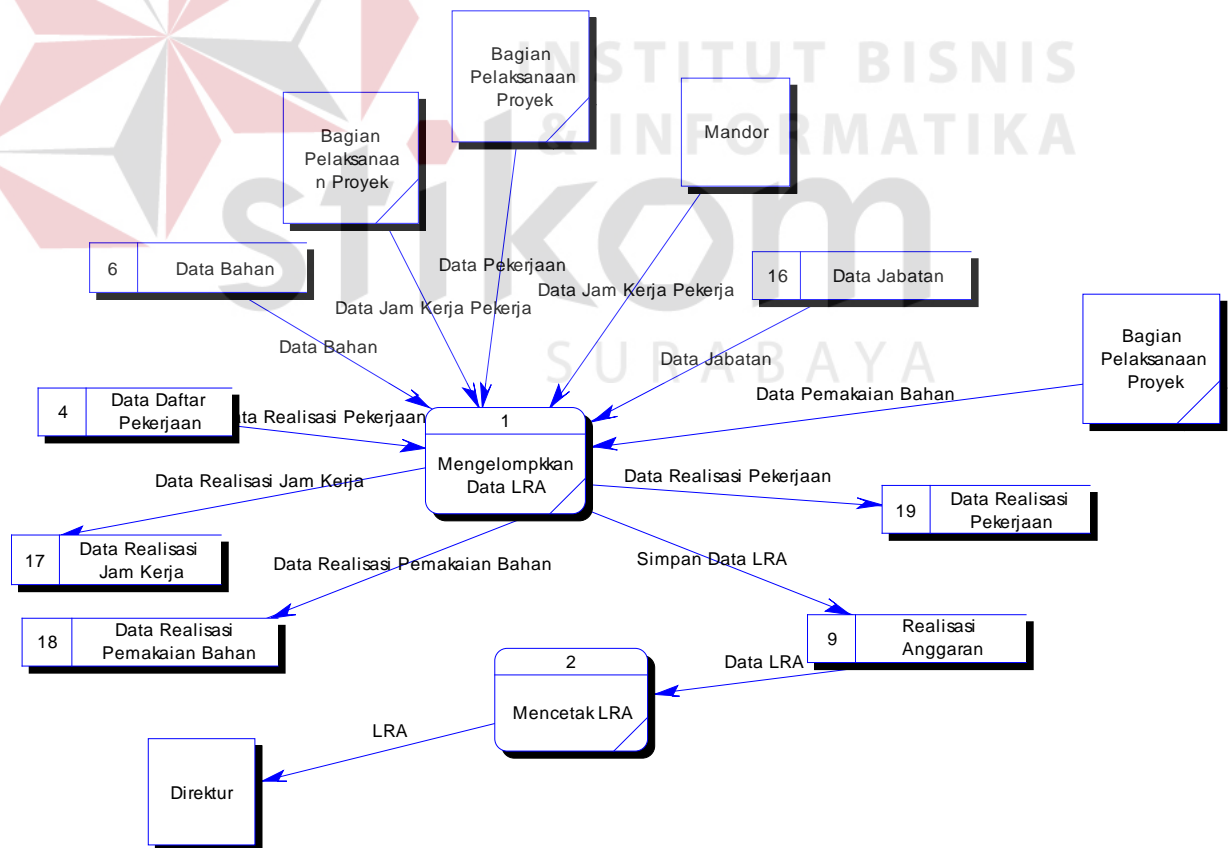 INSTITUT BISNIS
& INFORMATIKA
stikom
SURABAYA
Bagian
Pelaksanaan
Proyek
Bagian
Pelaksanaa
n Proyek
Mandor
6
Data Bahan
Data Pekerjaan
Data Jam Kerja Pekerja
Data Jam Kerja Pekerja
16
Data Jabatan
Bagian
Pelaksanaan
Proyek
Data Bahan
Data Jabatan
Data Pemakaian Bahan
4
Data Daftar
Pekerjaan
ata Realisasi Pekerjaan
1
Mengelompkkan
Data LRA
Data Realisasi Jam Kerja
Data Realisasi Pekerjaan
19
Data Realisasi
Pekerjaan
17
Data Realisasi
Jam Kerja
Data Realisasi Pemakaian Bahan
Simpan Data LRA
18
Data Realisasi
Pemakaian Bahan
9
Realisasi
Anggaran
2
Mencetak LRA
Data LRA
LRA
Direktur